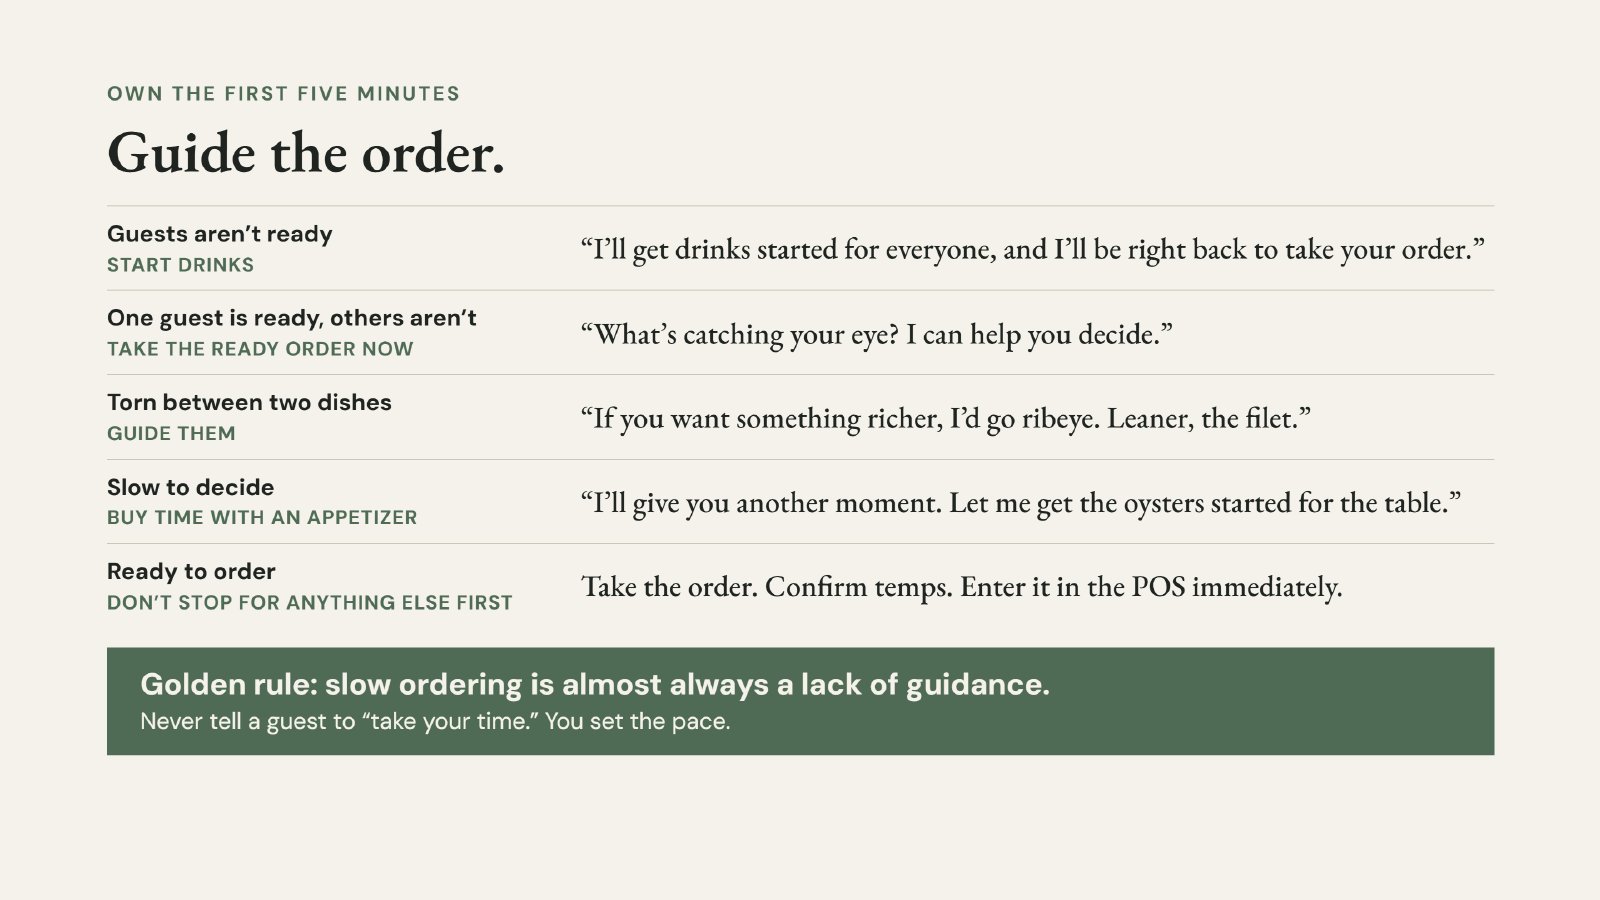 OWN THE FIRST FIVE MINUTES
Guide the order.
Guests aren’t ready
START DRINKS
“I’ll get drinks started for everyone, and I’ll be right back to take your order.”
One guest is ready, others aren’t
TAKE THE READY ORDER NOW
“What’s catching your eye? I can help you decide.”
Torn between two dishes
GUIDE THEM
“If you want something richer, I’d go ribeye. Leaner, the filet.”
Slow to decide
BUY TIME WITH AN APPETIZER
“I’ll give you another moment. Let me get the oysters started for the table.”
Ready to order
DON’T STOP FOR ANYTHING ELSE FIRST
Take the order. Confirm temps. Enter it in the POS immediately.
Golden rule: slow ordering is almost always a lack of guidance.
Never tell a guest to “take your time.” You set the pace.